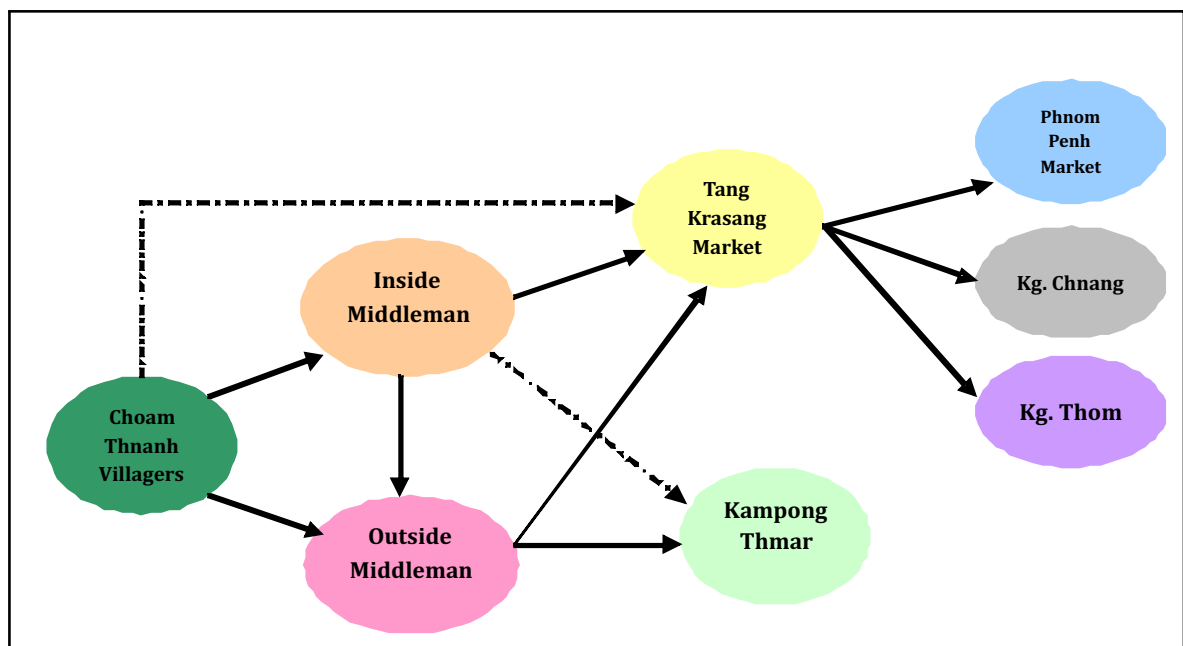 Phnom
Penh
Market
Tang
Krasang
Market
Inside
Middleman
Kg. Chnang
Kg. Thom
Choam
Thnanh
Villagers
Outside
Middleman
Kampong
Thmar